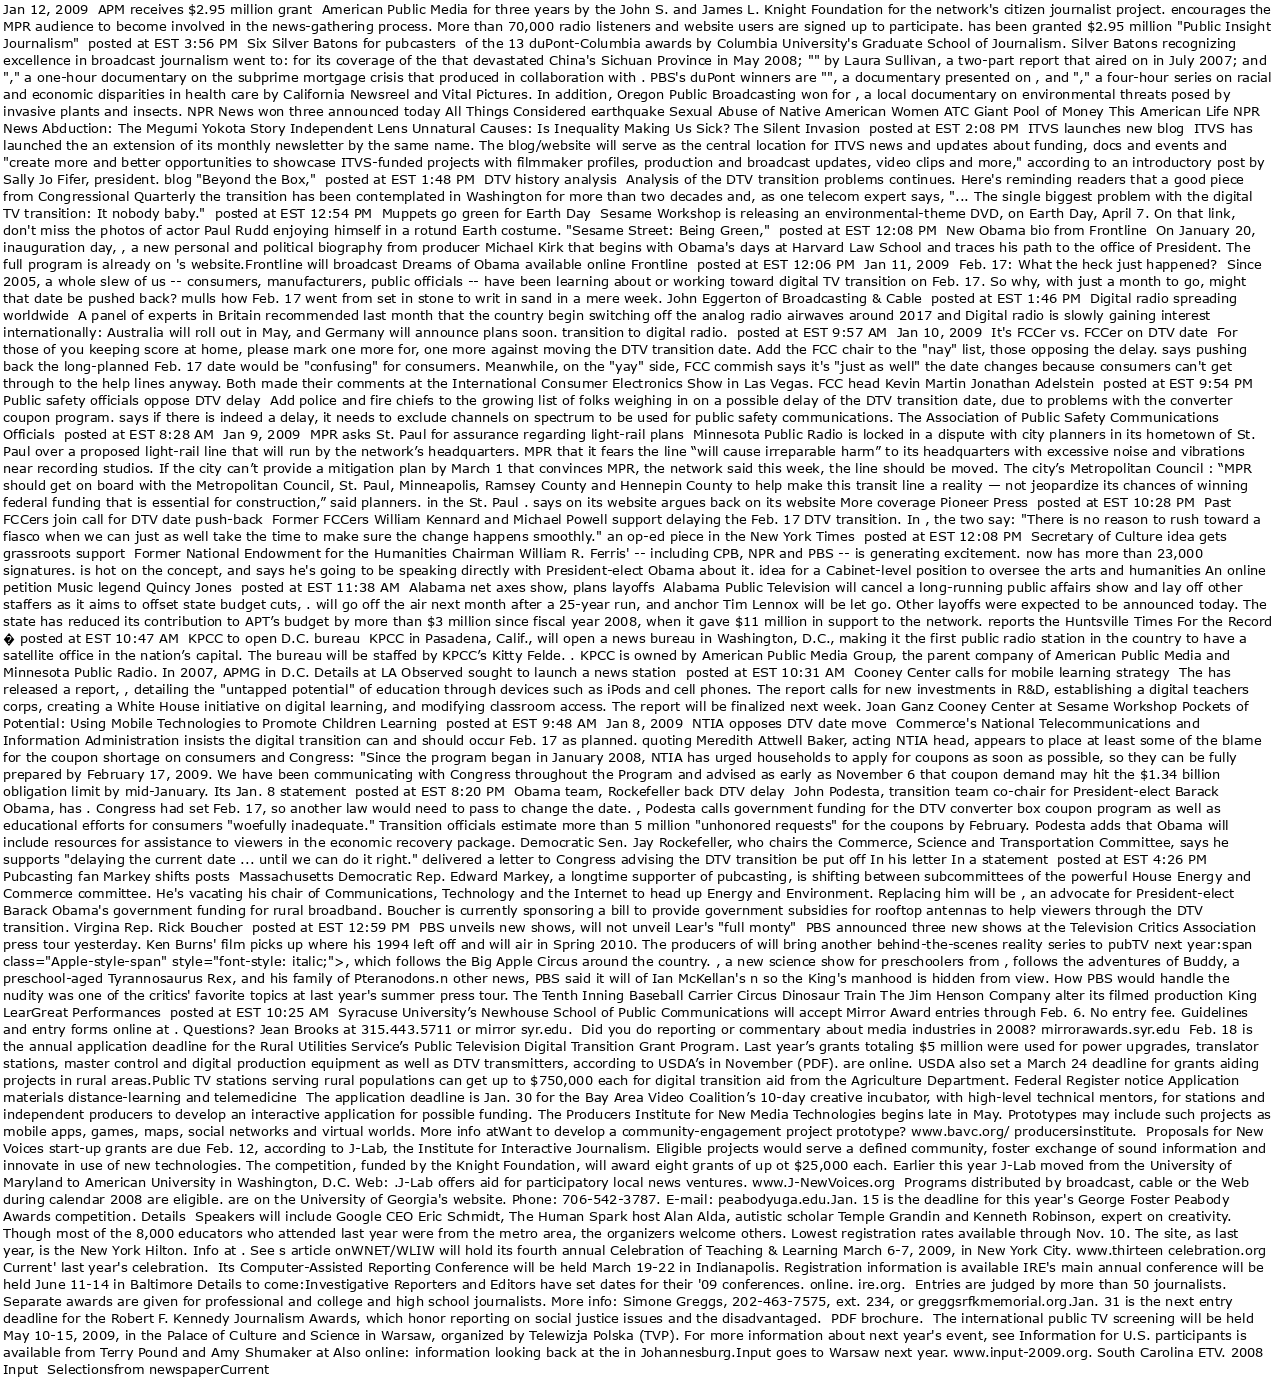 Jan 12, 2009  APM receives $2.95 million grant  American Public Media for three years by the John S. and James L. Knight Foundation for the network's citizen journalist project. encourages the
MPR audience to become involved in the news-gathering process. More than 70,000 radio listeners and website users are signed up to participate. has been granted $2.95 million "Public Insight
Journalism"  posted at EST 3:56 PM  Six Silver Batons for pubcasters  of the 13 duPont-Columbia awards by Columbia University's Graduate School of Journalism. Silver Batons recognizing
excellence in broadcast journalism went to: for its coverage of the that devastated China's Sichuan Province in May 2008; "" by Laura Sullivan, a two-part report that aired on in July 2007; and
"," a one-hour documentary on the subprime mortgage crisis that produced in collaboration with . PBS's duPont winners are "", a documentary presented on , and "," a four-hour series on racial
and economic disparities in health care by California Newsreel and Vital Pictures. In addition, Oregon Public Broadcasting won for , a local documentary on environmental threats posed by
invasive plants and insects. NPR News won three announced today All Things Considered earthquake Sexual Abuse of Native American Women ATC Giant Pool of Money This American Life NPR
News Abduction: The Megumi Yokota Story Independent Lens Unnatural Causes: Is Inequality Making Us Sick? The Silent Invasion  posted at EST 2:08 PM  ITVS launches new blog  ITVS has
launched the an extension of its monthly newsletter by the same name. The blog/website will serve as the central location for ITVS news and updates about funding, docs and events and
"create more and better opportunities to showcase ITVS-funded projects with filmmaker profiles, production and broadcast updates, video clips and more," according to an introductory post by
Sally Jo Fifer, president. blog "Beyond the Box,"  posted at EST 1:48 PM  DTV history analysis  Analysis of the DTV transition problems continues. Here's reminding readers that a good piece
from Congressional Quarterly the transition has been contemplated in Washington for more than two decades and, as one telecom expert says, "... The single biggest problem with the digital
TV transition: It nobody baby."  posted at EST 12:54 PM  Muppets go green for Earth Day  Sesame Workshop is releasing an environmental-theme DVD, on Earth Day, April 7. On that link,
don't miss the photos of actor Paul Rudd enjoying himself in a rotund Earth costume. "Sesame Street: Being Green,"  posted at EST 12:08 PM  New Obama bio from Frontline  On January 20,
inauguration day, , a new personal and political biography from producer Michael Kirk that begins with Obama's days at Harvard Law School and traces his path to the office of President. The
full program is already on 's website.Frontline will broadcast Dreams of Obama available online Frontline  posted at EST 12:06 PM  Jan 11, 2009  Feb. 17: What the heck just happened?  Since
2005, a whole slew of us -- consumers, manufacturers, public officials -- have been learning about or working toward digital TV transition on Feb. 17. So why, with just a month to go, might
that date be pushed back? mulls how Feb. 17 went from set in stone to writ in sand in a mere week. John Eggerton of Broadcasting & Cable  posted at EST 1:46 PM  Digital radio spreading
worldwide  A panel of experts in Britain recommended last month that the country begin switching off the analog radio airwaves around 2017 and Digital radio is slowly gaining interest
internationally: Australia will roll out in May, and Germany will announce plans soon. transition to digital radio.  posted at EST 9:57 AM  Jan 10, 2009  It's FCCer vs. FCCer on DTV date  For
those of you keeping score at home, please mark one more for, one more against moving the DTV transition date. Add the FCC chair to the "nay" list, those opposing the delay. says pushing
back the long-planned Feb. 17 date would be "confusing" for consumers. Meanwhile, on the "yay" side, FCC commish says it's "just as well" the date changes because consumers can't get
through to the help lines anyway. Both made their comments at the International Consumer Electronics Show in Las Vegas. FCC head Kevin Martin Jonathan Adelstein  posted at EST 9:54 PM
Public safety officials oppose DTV delay  Add police and fire chiefs to the growing list of folks weighing in on a possible delay of the DTV transition date, due to problems with the converter
coupon program. says if there is indeed a delay, it needs to exclude channels on spectrum to be used for public safety communications. The Association of Public Safety Communications
Officials  posted at EST 8:28 AM  Jan 9, 2009  MPR asks St. Paul for assurance regarding light-rail plans  Minnesota Public Radio is locked in a dispute with city planners in its hometown of St.
Paul over a proposed light-rail line that will run by the network’s headquarters. MPR that it fears the line “will cause irreparable harm” to its headquarters with excessive noise and vibrations
near recording studios. If the city can’t provide a mitigation plan by March 1 that convinces MPR, the network said this week, the line should be moved. The city’s Metropolitan Council : “MPR
should get on board with the Metropolitan Council, St. Paul, Minneapolis, Ramsey County and Hennepin County to help make this transit line a reality — not jeopardize its chances of winning
federal funding that is essential for construction,” said planners. in the St. Paul . says on its website argues back on its website More coverage Pioneer Press  posted at EST 10:28 PM  Past
FCCers join call for DTV date push-back  Former FCCers William Kennard and Michael Powell support delaying the Feb. 17 DTV transition. In , the two say: "There is no reason to rush toward a
fiasco when we can just as well take the time to make sure the change happens smoothly." an op-ed piece in the New York Times  posted at EST 12:08 PM  Secretary of Culture idea gets
grassroots support  Former National Endowment for the Humanities Chairman William R. Ferris' -- including CPB, NPR and PBS -- is generating excitement. now has more than 23,000
signatures. is hot on the concept, and says he's going to be speaking directly with President-elect Obama about it. idea for a Cabinet-level position to oversee the arts and humanities An online
petition Music legend Quincy Jones  posted at EST 11:38 AM  Alabama net axes show, plans layoffs  Alabama Public Television will cancel a long-running public affairs show and lay off other
staffers as it aims to offset state budget cuts, . will go off the air next month after a 25-year run, and anchor Tim Lennox will be let go. Other layoffs were expected to be announced today. The
state has reduced its contribution to APT’s budget by more than $3 million since fiscal year 2008, when it gave $11 million in support to the network. reports the Huntsville Times For the Record
� posted at EST 10:47 AM  KPCC to open D.C. bureau  KPCC in Pasadena, Calif., will open a news bureau in Washington, D.C., making it the first public radio station in the country to have a
satellite office in the nation’s capital. The bureau will be staffed by KPCC’s Kitty Felde. . KPCC is owned by American Public Media Group, the parent company of American Public Media and
Minnesota Public Radio. In 2007, APMG in D.C. Details at LA Observed sought to launch a news station  posted at EST 10:31 AM  Cooney Center calls for mobile learning strategy  The has
released a report, , detailing the "untapped potential" of education through devices such as iPods and cell phones. The report calls for new investments in R&D, establishing a digital teachers
corps, creating a White House initiative on digital learning, and modifying classroom access. The report will be finalized next week. Joan Ganz Cooney Center at Sesame Workshop Pockets of
Potential: Using Mobile Technologies to Promote Children Learning  posted at EST 9:48 AM  Jan 8, 2009  NTIA opposes DTV date move  Commerce's National Telecommunications and
Information Administration insists the digital transition can and should occur Feb. 17 as planned. quoting Meredith Attwell Baker, acting NTIA head, appears to place at least some of the blame
for the coupon shortage on consumers and Congress: "Since the program began in January 2008, NTIA has urged households to apply for coupons as soon as possible, so they can be fully
prepared by February 17, 2009. We have been communicating with Congress throughout the Program and advised as early as November 6 that coupon demand may hit the $1.34 billion
obligation limit by mid-January. Its Jan. 8 statement  posted at EST 8:20 PM  Obama team, Rockefeller back DTV delay  John Podesta, transition team co-chair for President-elect Barack
Obama, has . Congress had set Feb. 17, so another law would need to pass to change the date. , Podesta calls government funding for the DTV converter box coupon program as well as
educational efforts for consumers "woefully inadequate." Transition officials estimate more than 5 million "unhonored requests" for the coupons by February. Podesta adds that Obama will
include resources for assistance to viewers in the economic recovery package. Democratic Sen. Jay Rockefeller, who chairs the Commerce, Science and Transportation Committee, says he
supports "delaying the current date ... until we can do it right." delivered a letter to Congress advising the DTV transition be put off In his letter In a statement  posted at EST 4:26 PM
Pubcasting fan Markey shifts posts  Massachusetts Democratic Rep. Edward Markey, a longtime supporter of pubcasting, is shifting between subcommittees of the powerful House Energy and
Commerce committee. He's vacating his chair of Communications, Technology and the Internet to head up Energy and Environment. Replacing him will be , an advocate for President-elect
Barack Obama's government funding for rural broadband. Boucher is currently sponsoring a bill to provide government subsidies for rooftop antennas to help viewers through the DTV
transition. Virgina Rep. Rick Boucher  posted at EST 12:59 PM  PBS unveils new shows, will not unveil Lear's "full monty"  PBS announced three new shows at the Television Critics Association
press tour yesterday. Ken Burns' film picks up where his 1994 left off and will air in Spring 2010. The producers of will bring another behind-the-scenes reality series to pubTV next year:span
class="Apple-style-span" style="font-style: italic;">, which follows the Big Apple Circus around the country. , a new science show for preschoolers from , follows the adventures of Buddy, a
preschool-aged Tyrannosaurus Rex, and his family of Pteranodons.n other news, PBS said it will of Ian McKellan's n so the King's manhood is hidden from view. How PBS would handle the
nudity was one of the critics' favorite topics at last year's summer press tour. The Tenth Inning Baseball Carrier Circus Dinosaur Train The Jim Henson Company alter its filmed production King
LearGreat Performances  posted at EST 10:25 AM  Syracuse University’s Newhouse School of Public Communications will accept Mirror Award entries through Feb. 6. No entry fee. Guidelines
and entry forms online at . Questions? Jean Brooks at 315.443.5711 or mirror syr.edu.  Did you do reporting or commentary about media industries in 2008? mirrorawards.syr.edu  Feb. 18 is
the annual application deadline for the Rural Utilities Service’s Public Television Digital Transition Grant Program. Last year’s grants totaling $5 million were used for power upgrades, translator
stations, master control and digital production equipment as well as DTV transmitters, according to USDA’s in November (PDF). are online. USDA also set a March 24 deadline for grants aiding
projects in rural areas.Public TV stations serving rural populations can get up to $750,000 each for digital transition aid from the Agriculture Department. Federal Register notice Application
materials distance-learning and telemedicine  The application deadline is Jan. 30 for the Bay Area Video Coalition’s 10-day creative incubator, with high-level technical mentors, for stations and
independent producers to develop an interactive application for possible funding. The Producers Institute for New Media Technologies begins late in May. Prototypes may include such projects as
mobile apps, games, maps, social networks and virtual worlds. More info atWant to develop a community-engagement project prototype? www.bavc.org/ producersinstitute.  Proposals for New
Voices start-up grants are due Feb. 12, according to J-Lab, the Institute for Interactive Journalism. Eligible projects would serve a defined community, foster exchange of sound information and
innovate in use of new technologies. The competition, funded by the Knight Foundation, will award eight grants of up ot $25,000 each. Earlier this year J-Lab moved from the University of
Maryland to American University in Washington, D.C. Web: .J-Lab offers aid for participatory local news ventures. www.J-NewVoices.org  Programs distributed by broadcast, cable or the Web
during calendar 2008 are eligible. are on the University of Georgia's website. Phone: 706-542-3787. E-mail: peabodyuga.edu.Jan. 15 is the deadline for this year's George Foster Peabody
Awards competition. Details  Speakers will include Google CEO Eric Schmidt, The Human Spark host Alan Alda, autistic scholar Temple Grandin and Kenneth Robinson, expert on creativity.
Though most of the 8,000 educators who attended last year were from the metro area, the organizers welcome others. Lowest registration rates available through Nov. 10. The site, as last
year, is the New York Hilton. Info at . See s article onWNET/WLIW will hold its fourth annual Celebration of Teaching & Learning March 6-7, 2009, in New York City. www.thirteen celebration.org
Current' last year's celebration.  Its Computer-Assisted Reporting Conference will be held March 19-22 in Indianapolis. Registration information is available IRE's main annual conference will be
held June 11-14 in Baltimore Details to come:Investigative Reporters and Editors have set dates for their '09 conferences. online. ire.org.  Entries are judged by more than 50 journalists.
Separate awards are given for professional and college and high school journalists. More info: Simone Greggs, 202-463-7575, ext. 234, or greggsrfkmemorial.org.Jan. 31 is the next entry
deadline for the Robert F. Kennedy Journalism Awards, which honor reporting on social justice issues and the disadvantaged.  PDF brochure.  The international public TV screening will be held
May 10-15, 2009, in the Palace of Culture and Science in Warsaw, organized by Telewizja Polska (TVP). For more information about next year's event, see Information for U.S. participants is
available from Terry Pound and Amy Shumaker at Also online: information looking back at the in Johannesburg.Input goes to Warsaw next year. www.input-2009.org. South Carolina ETV. 2008
Input  Selectionsfrom newspaperCurrent